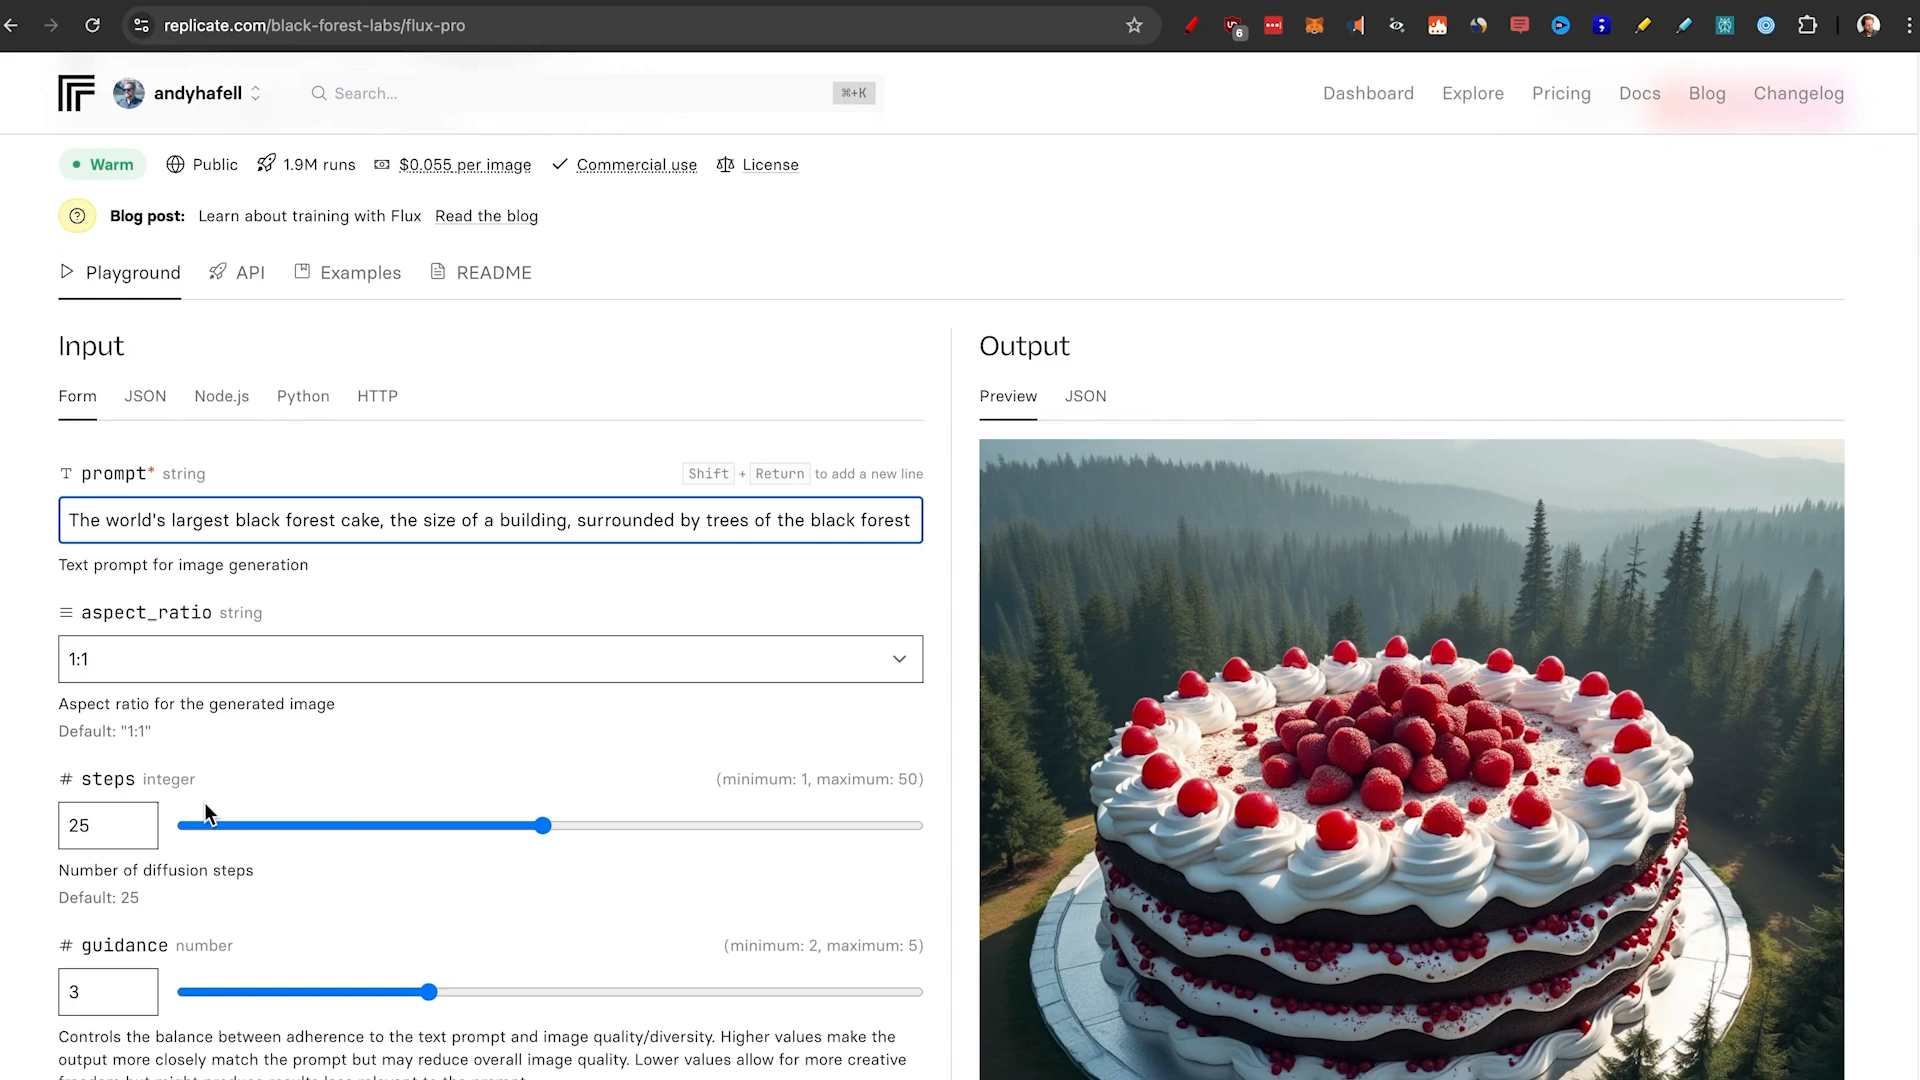 replicate.com/black-forest-labs/flux-pro
6
andyhafell
Search...
⌘+K
Dashboard
Explore
Pricing
Docs
Blog
Changelog
Warm
Public
1.9M runs
$0.055 per image
Commercial use
License
Blog post: Learn about training with Flux Read the blog
Playground
API
Examples
README
Input
Form
JSON
Node.js
Python
HTTP
T prompt* string
Shift + Return to add a new line
The world's largest black forest cake, the size of a building, surrounded by trees of the black forest
Text prompt for image generation
aspect_ratio string
1:1
Aspect ratio for the generated image
Default: "1:1"
# steps integer
(minimum: 1, maximum: 50)
25
Number of diffusion steps
Default: 25
# guidance number
(minimum: 2, maximum: 5)
3
Controls the balance between adherence to the text prompt and image quality/diversity. Higher values make the
output more closely match the prompt but may reduce overall image quality. Lower values allow for more creative
Output
Preview
JSON